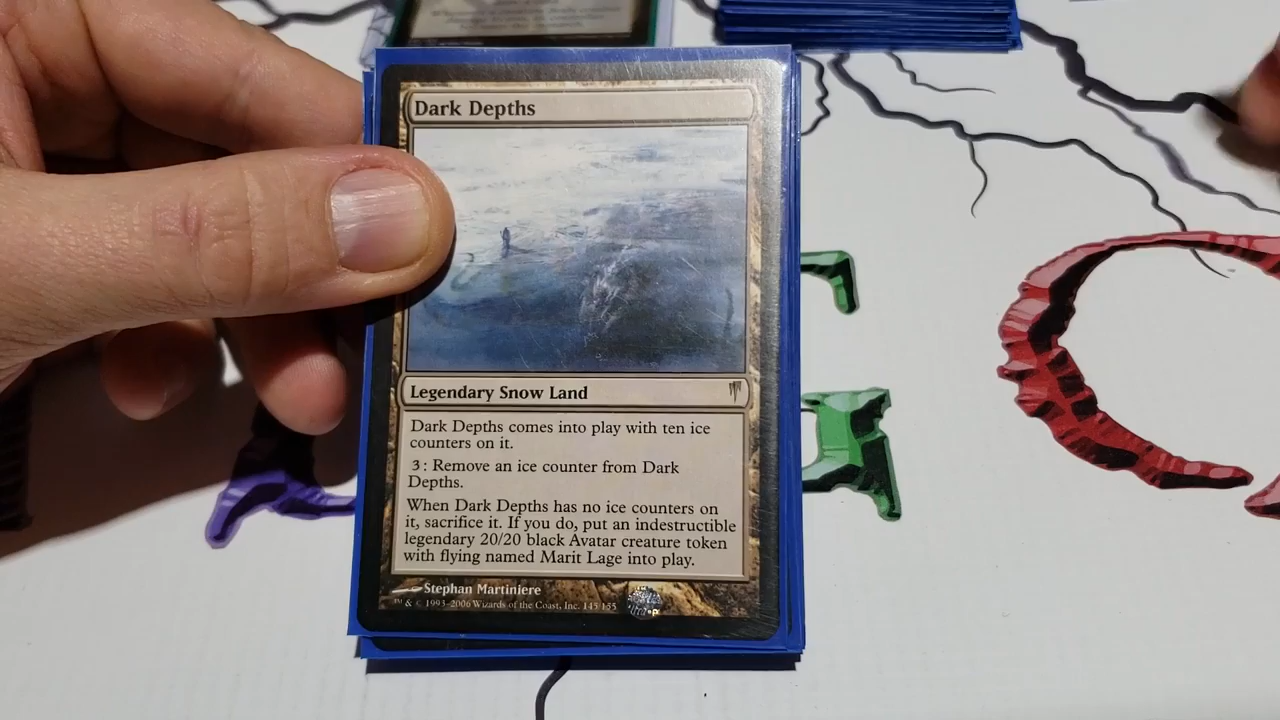 Dark Depths
Legendary Snow Land
Dark Depths comes into play with ten ice
counters on it.
3: Remove an ice counter from Dark
Depths.
When Dark Depths has no ice counters on
it, sacrifice it. If you do, put an indestructible
legendary 20/20 black Avatar creature token
with flying named Marit Lage into play.
Stephan Martiniere
™ & © 1993-2006 Wizards of the Coast, Inc. 145/155